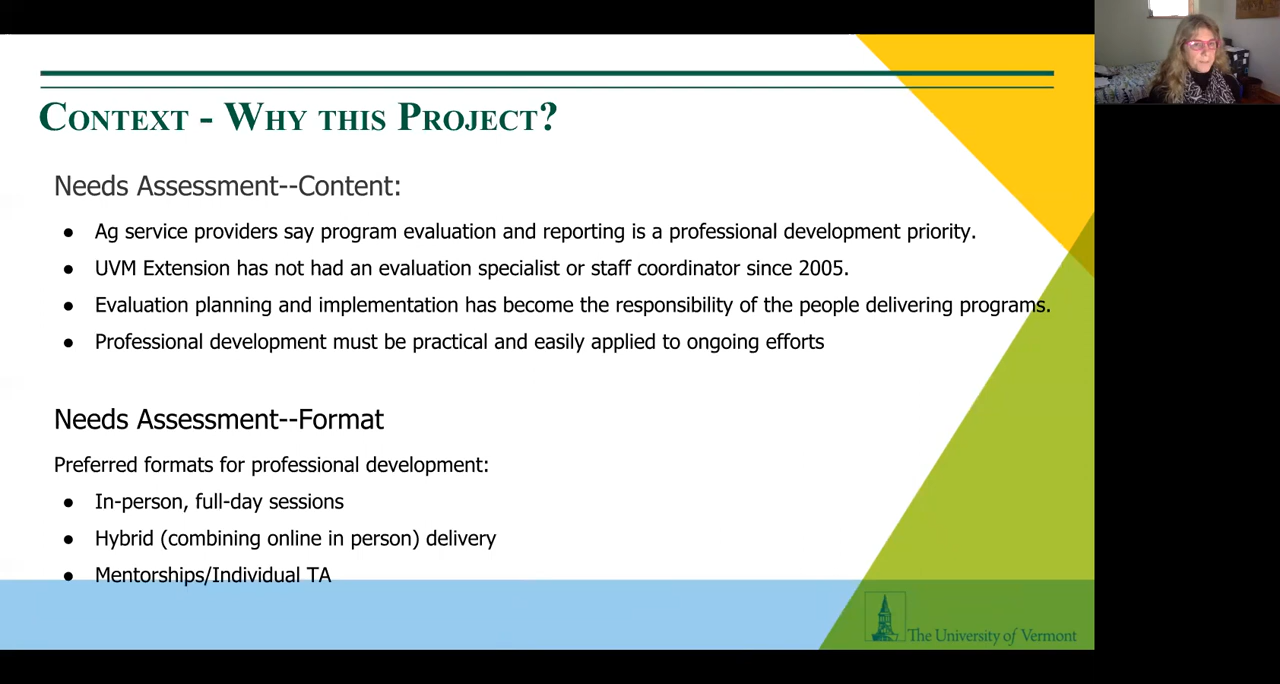 Context - Why this Project?
Needs Assessment--Content:
● Ag service providers say program evaluation and reporting is a professional development priority.
● UVM Extension has not had an evaluation specialist or staff coordinator since 2005.
● Evaluation planning and implementation has become the responsibility of the people delivering programs.
● Professional development must be practical and easily applied to ongoing efforts
Needs Assessment--Format
Preferred formats for professional development:
● In-person, full-day sessions
● Hybrid (combining online in person) delivery
● Mentorships/Individual TA
The University of Vermont